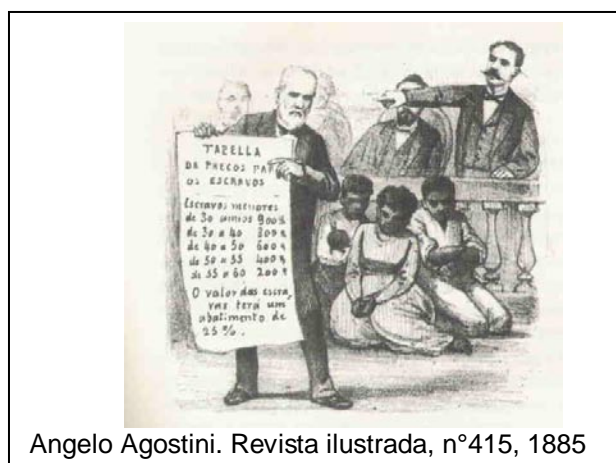 TABELLA
DE PREÇOS PARA
OS ESCRAVOS
Escravos menores
de 30 annos 900$
de 30 a 40 800$
de 40 a 50 600$
de 50 a 55 400$
de 55 a 60 200$
O valor das escra,
vas terá um
abatimento de
25 %.
Angelo Agostini. Revista ilustrada, n°415, 1885